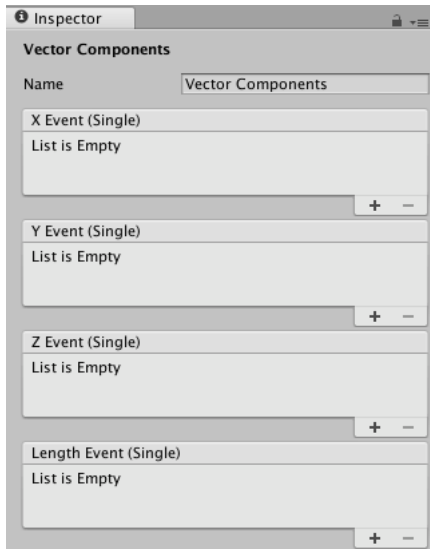 Inspector
Vector Components
Name Vector Components
X Event (Single)
List is Empty
+ −
Y Event (Single)
List is Empty
+ −
Z Event (Single)
List is Empty
+ −
Length Event (Single)
List is Empty
+ −